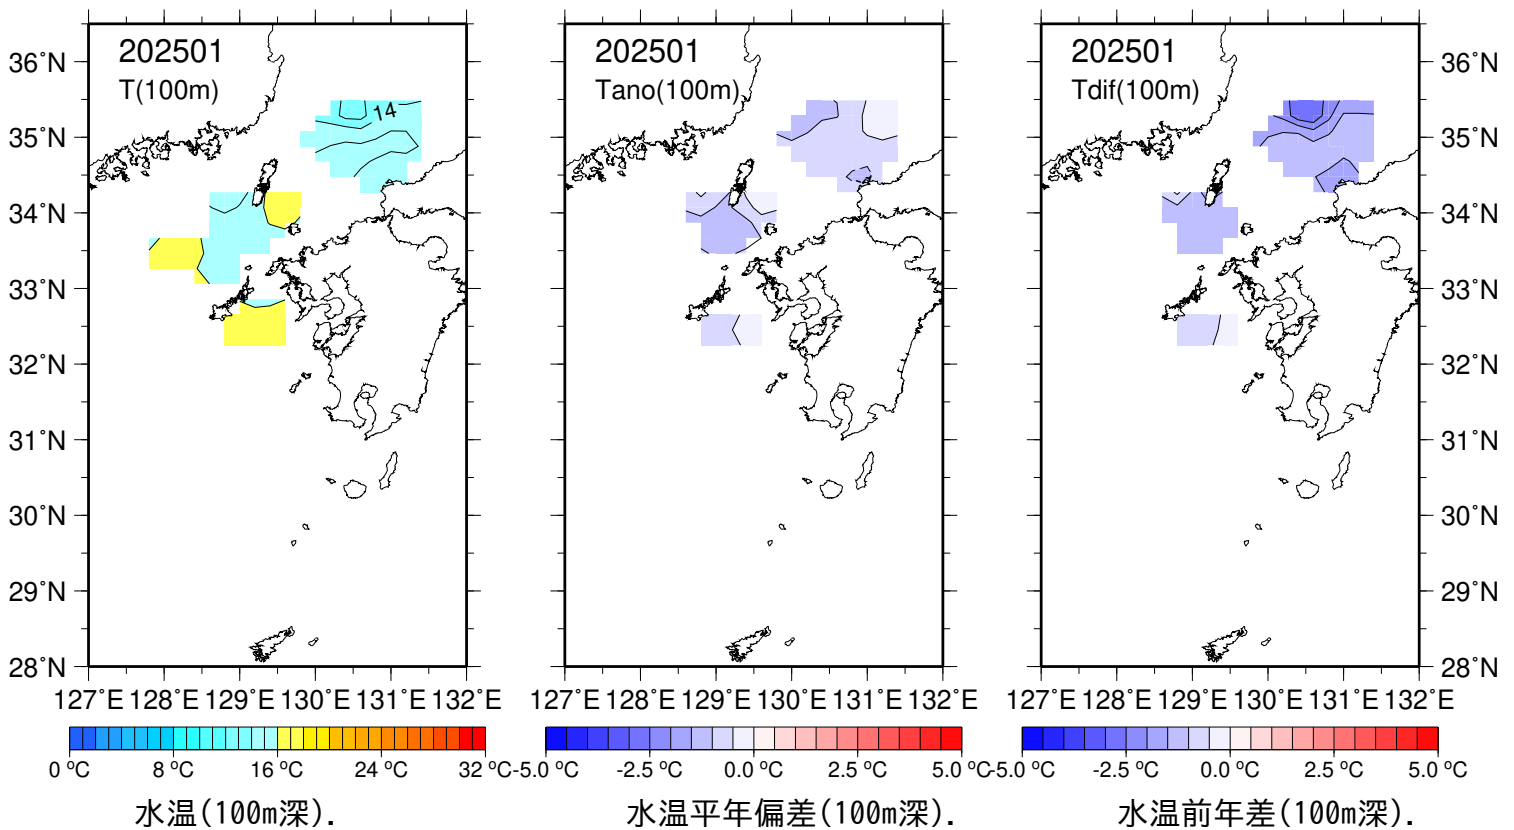 202501
T(100m)
14
36°N
35°N
34°N
33°N
32°N
31°N
30°N
29°N
28°N
127°E 128°E 129°E 130°E 131°E 132°E
0 °C 8 °C 16 °C 24 °C 32 °C
水温(100m深).
202501
Tano(100m)
127°E 128°E 129°E 130°E 131°E 132°E
-5.0 °C -2.5 °C 0.0 °C 2.5 °C 5.0 °C
水温平年偏差(100m深).
202501
Tdif(100m)
36°N
35°N
34°N
33°N
32°N
31°N
30°N
29°N
28°N
127°E 128°E 129°E 130°E 131°E 132°E
-5.0 °C -2.5 °C 0.0 °C 2.5 °C 5.0 °C
水温前年差(100m深).